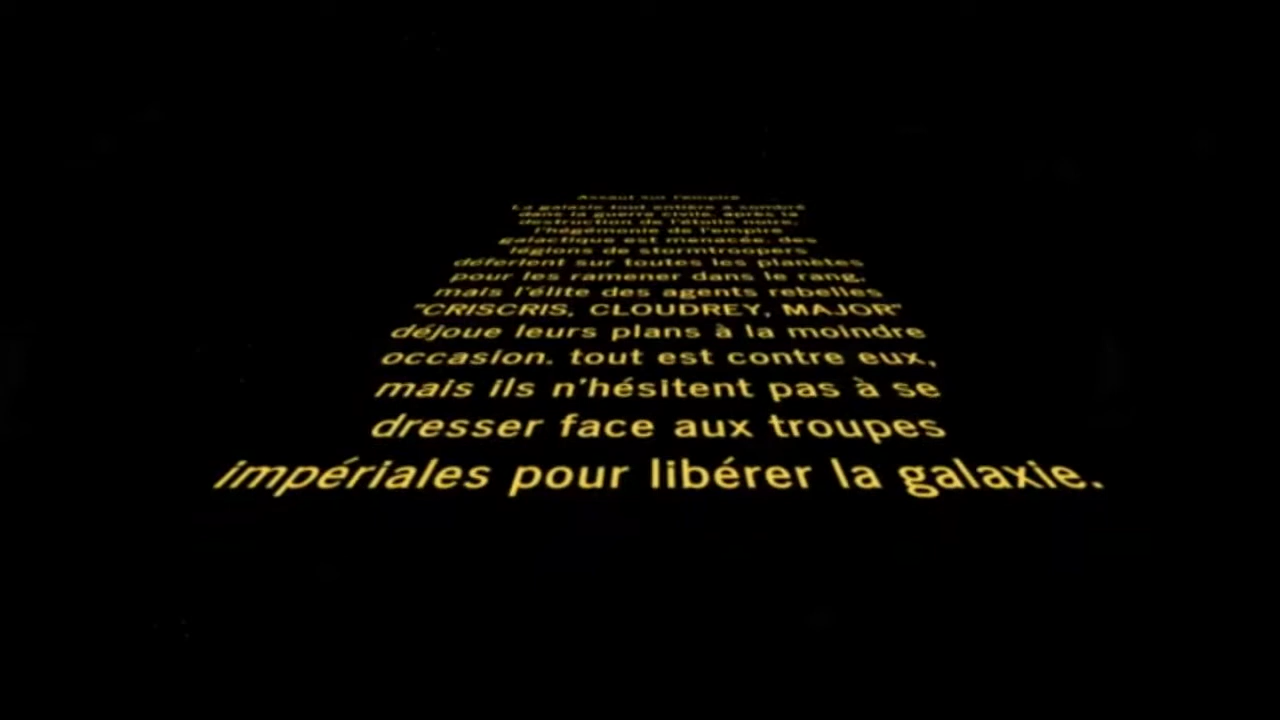 Assaut sur l'empire
La galaxie tout entière a sombré
dans la guerre civile. après la
destruction de l'étoile noire,
l'hégémonie de l'empire
galactique est menacée. des
légions de stormtroopers
déferlent sur toutes les planètes
pour les ramener dans le rang,
mais l'élite des agents rebelles
"CRISCRIS, CLOUDREY, MAJOR"
déjoue leurs plans à la moindre
occasion. tout est contre eux,
mais ils n'hésitent pas à se
dresser face aux troupes
impériales pour libérer la galaxie.